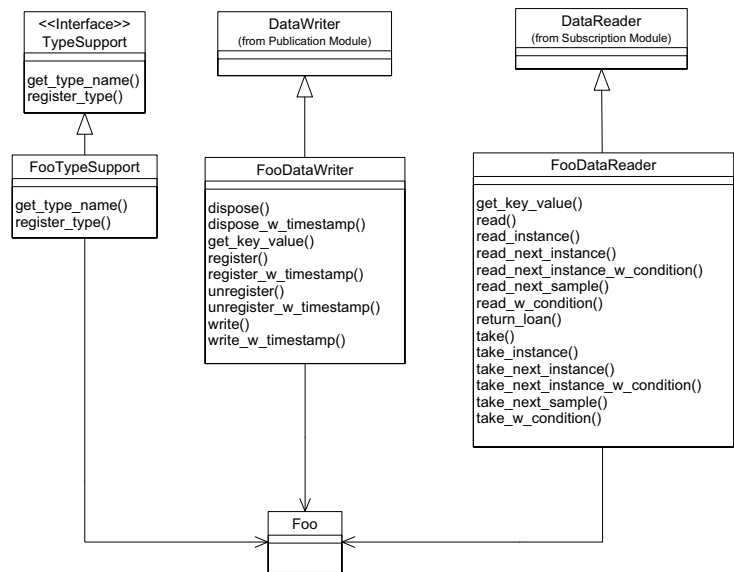 <<Interface>>
TypeSupport
get_type_name()
register_type()
DataWriter
(from Publication Module)
DataReader
(from Subscription Module)
FooTypeSupport
get_type_name()
register_type()
FooDataWriter
dispose()
dispose_w_timestamp()
get_key_value()
register()
register_w_timestamp()
unregister()
unregister_w_timestamp()
write()
write_w_timestamp()
FooDataReader
get_key_value()
read()
read_instance()
read_next_instance()
read_next_instance_w_condition()
read_next_sample()
read_w_condition()
return_loan()
take()
take_instance()
take_next_instance()
take_next_instance_w_condition()
take_next_sample()
take_w_condition()
Foo